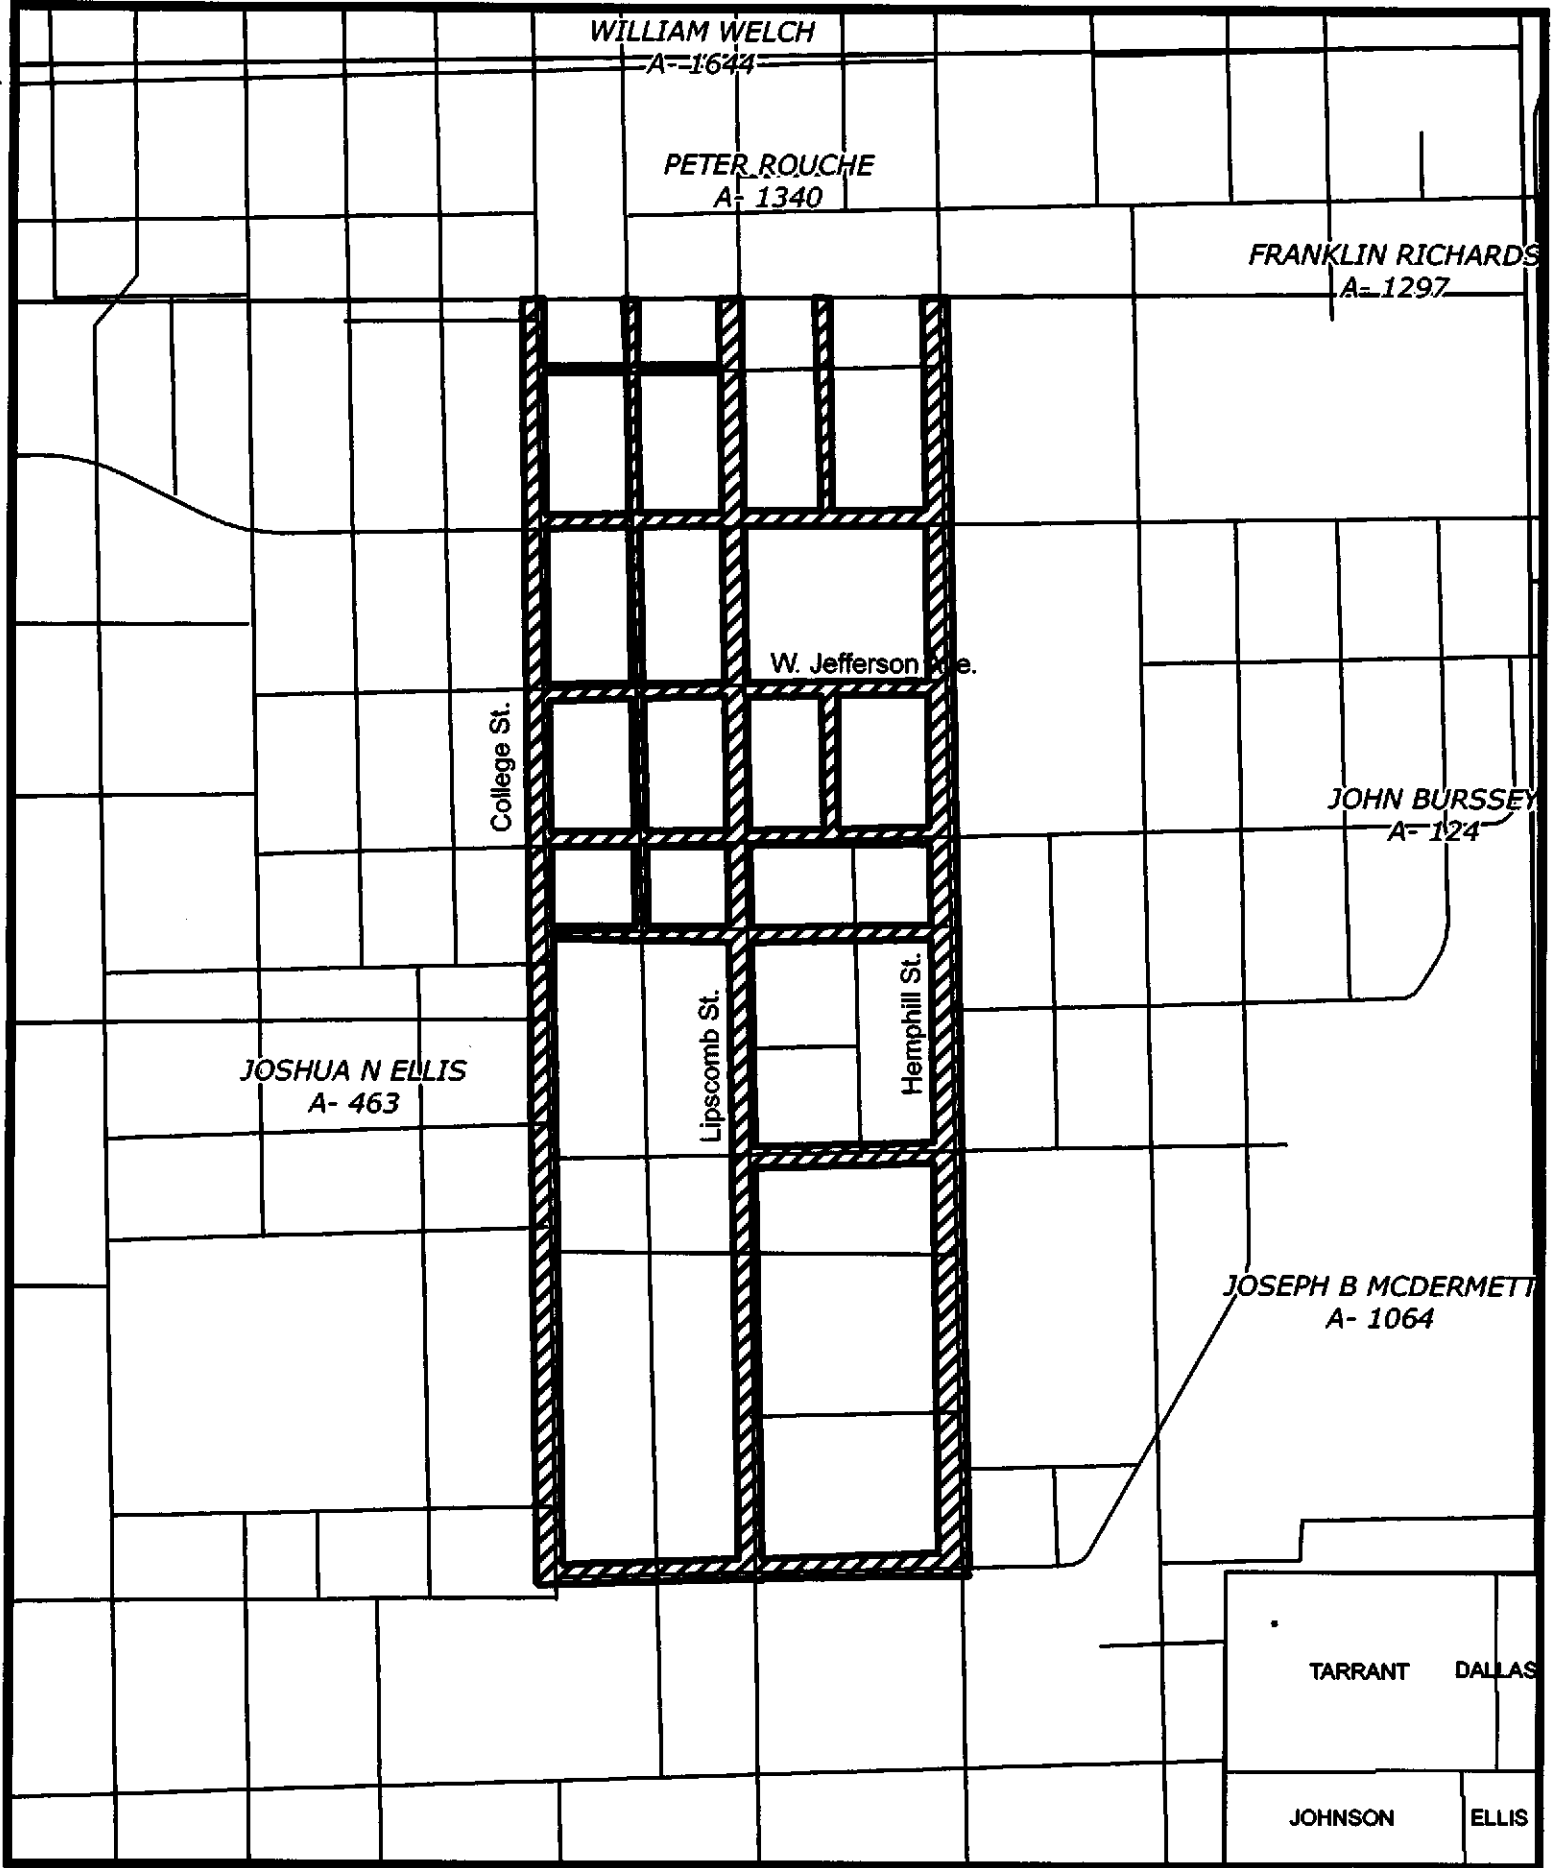 WILLIAM WELCH
A- 1644
PETER ROUCHE
A- 1340
FRANKLIN RICHARDS
A- 1297
W. Jefferson Ave.
College St.
JOHN BURSSEY
A- 124
Lipscomb St.
Hemphill St.
JOSHUA N ELLIS
A- 463
JOSEPH B MCDERMETT
A- 1064
TARRANT DALLAS
JOHNSON ELLIS